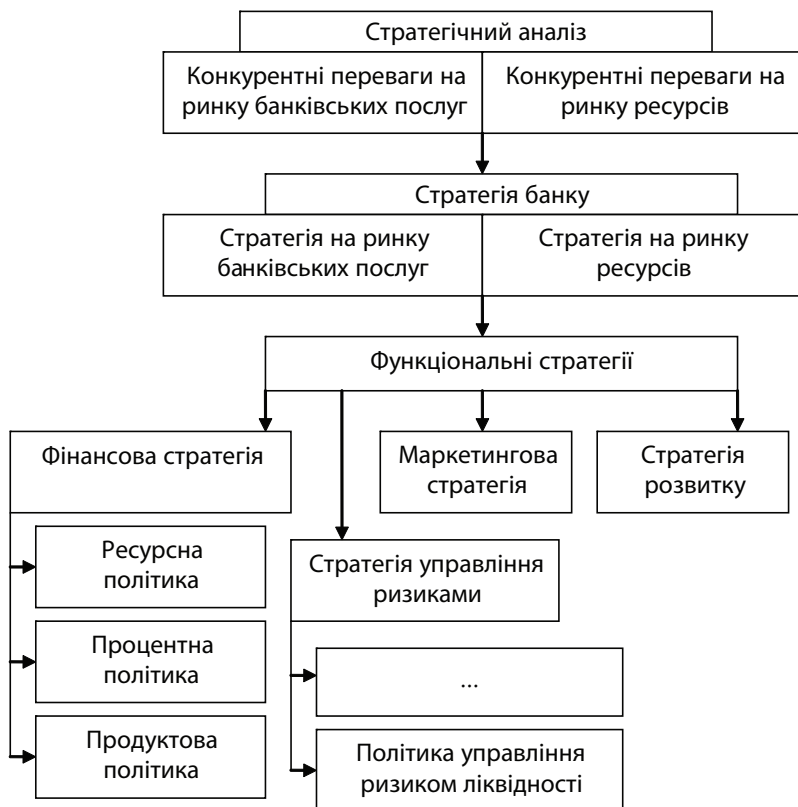 Стратегічний аналіз
Конкурентні переваги на
ринку банківських послуг
Конкурентні переваги на
ринку ресурсів
Стратегія банку
Стратегія на ринку
банківських послуг
Стратегія на ринку
ресурсів
Функціональні стратегії
Фінансова стратегія
Маркетингова
стратегія
Стратегія
розвитку
Ресурсна
політика
Процентна
політика
Продуктова
політика
Стратегія управління
ризиками
...
Політика управління
ризиком ліквідності